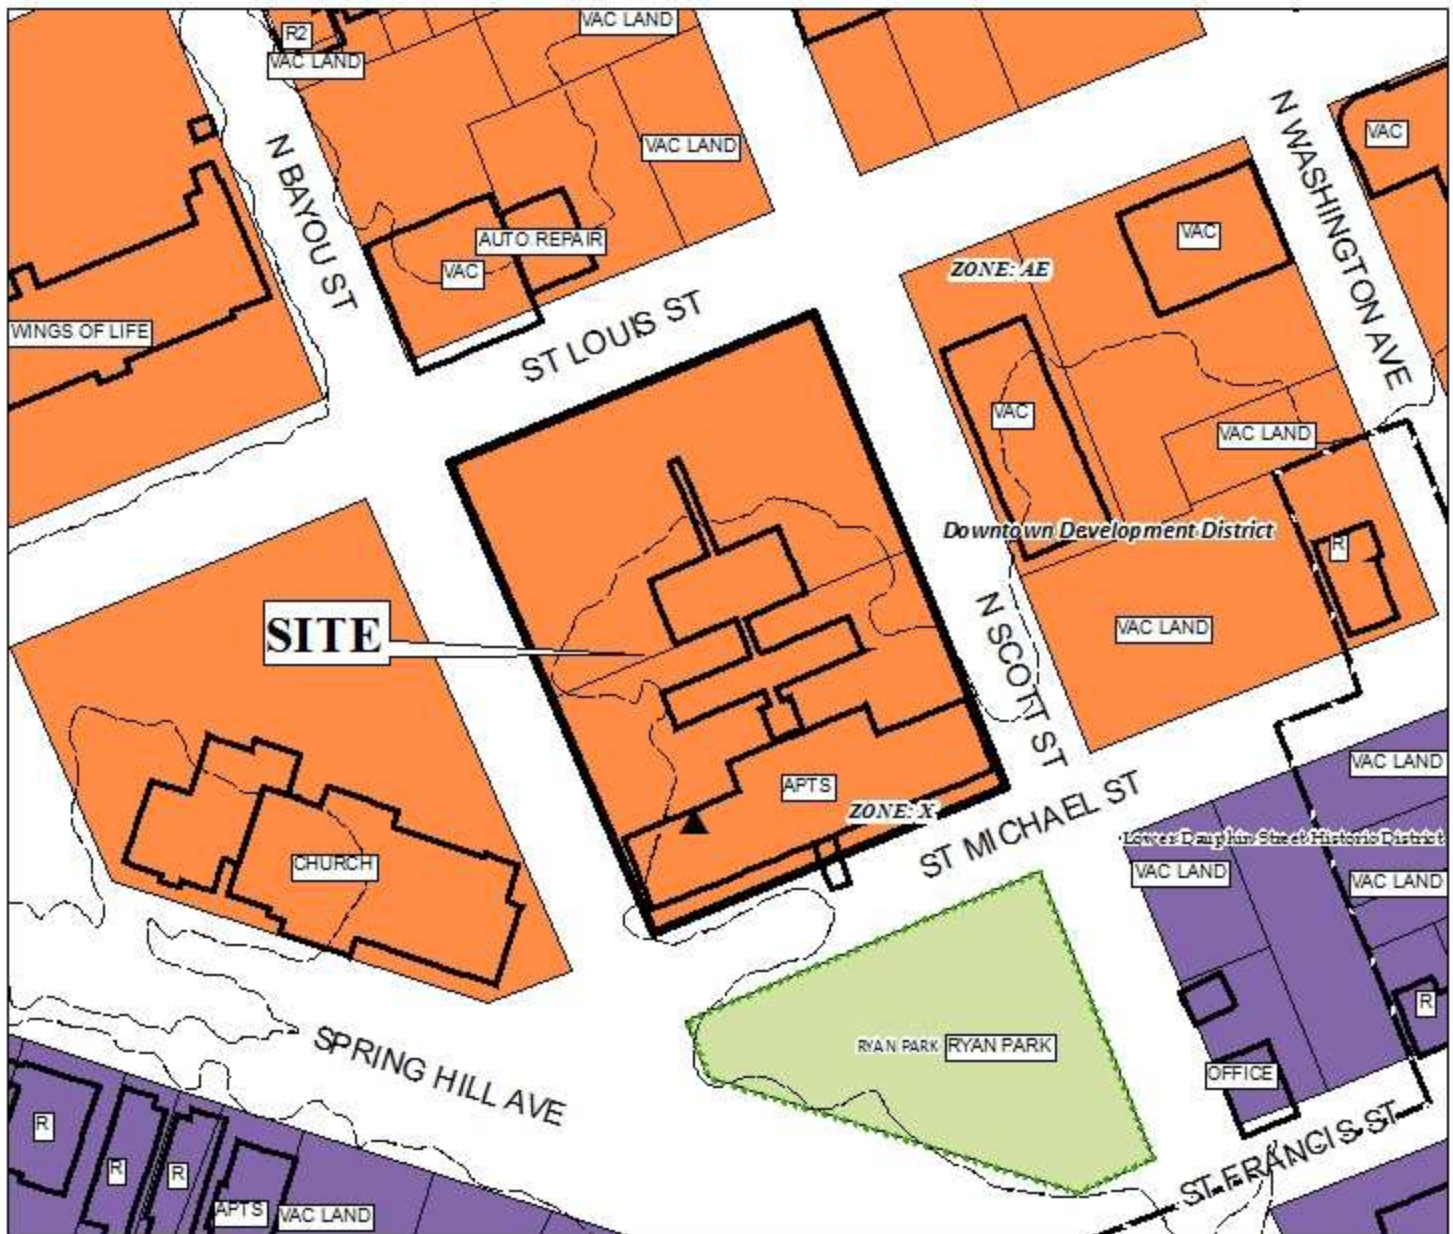 VAC LAND
R2
VAC LAND
N BAYOU ST
VAC LAND
N WASHINGTON AVE
VAC
AUTO REPAIR
VAC
VAC
ZONE: AE
WINGS OF LIFE
ST LOUIS ST
VAC
VAC LAND
Downtown Development District
R
SITE
N SCOTT ST
VAC LAND
VAC LAND
APTS
ZONE: X
ST MICHAEL ST
Lower Dauphin Street Historic District
CHURCH
VAC LAND
VAC LAND
R
SPRING HILL AVE
RYAN PARK
RYAN PARK
OFFICE
R
R
R
ST FRANCIS ST
APTS
VAC LAND